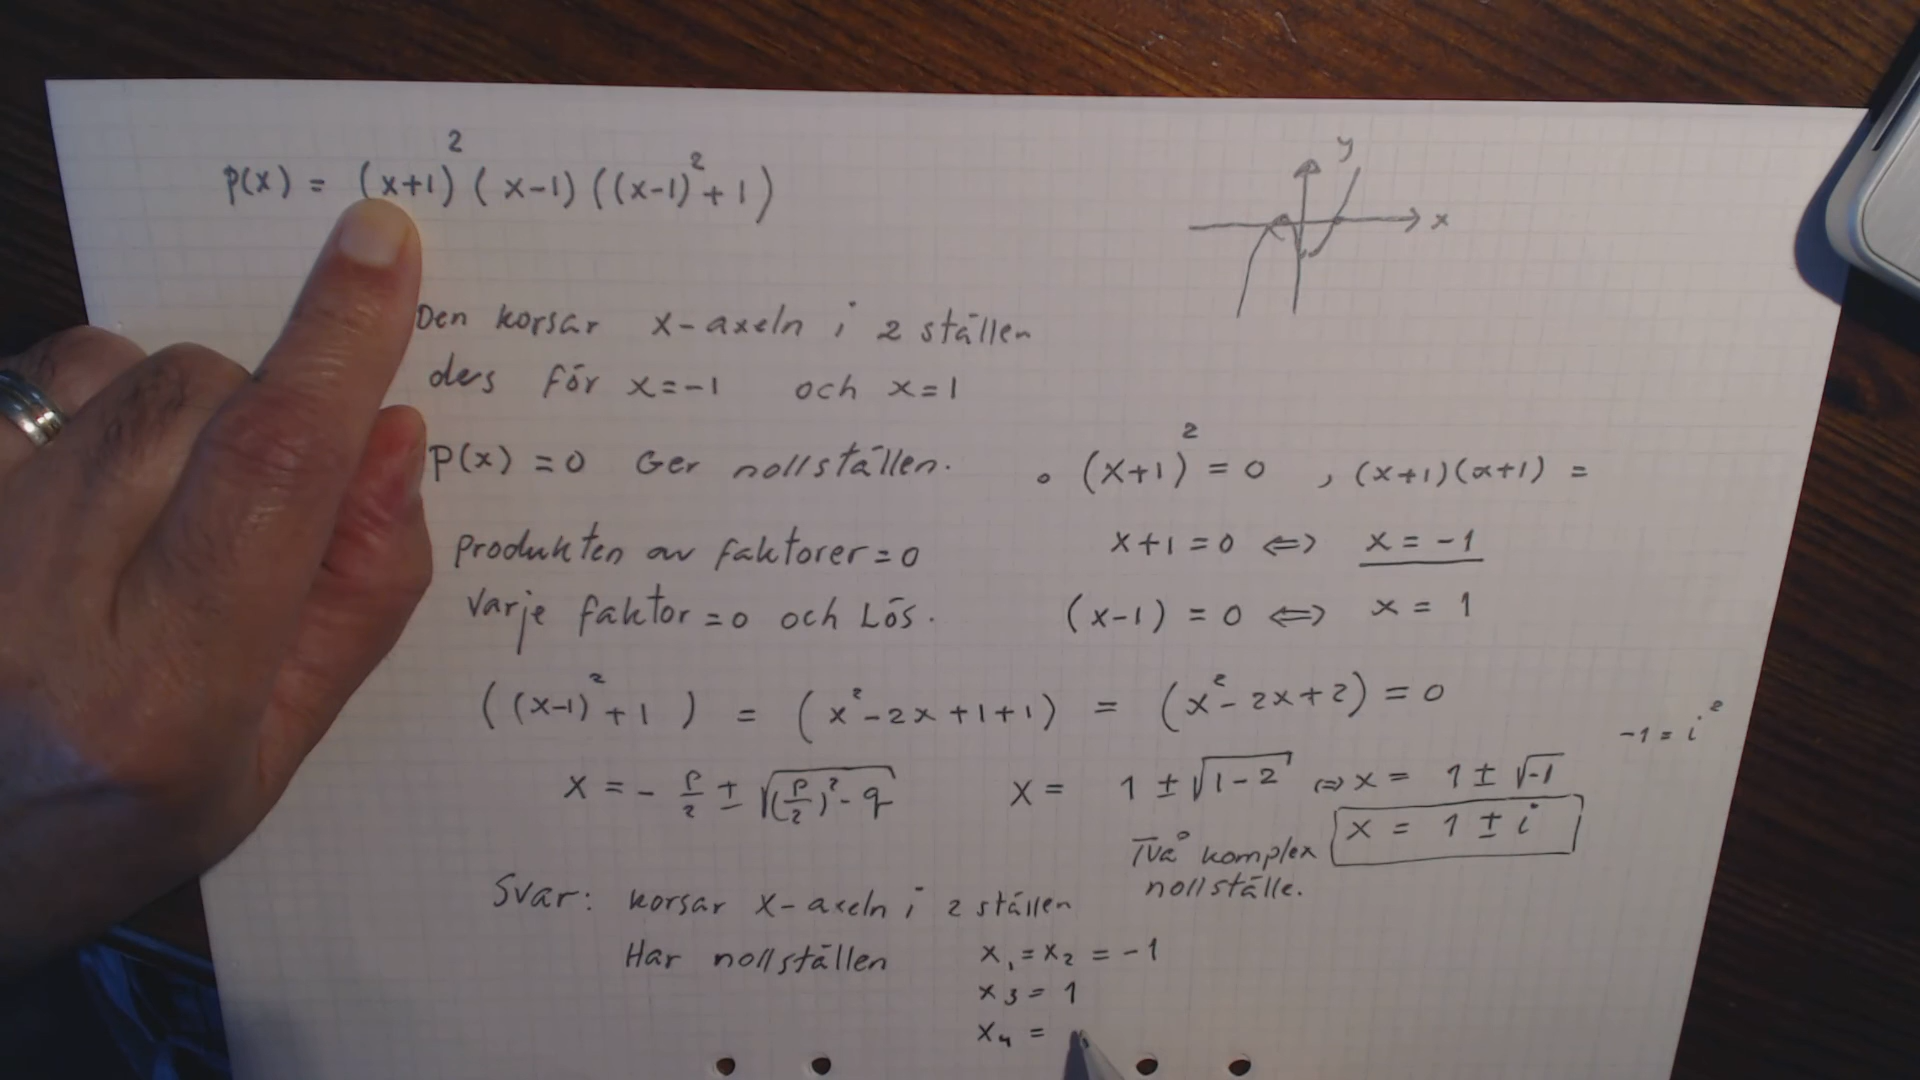 p(x) = (x+1)² (x-1) ((x-1)² + 1)
y
x
Den korsar x-axeln i 2 ställen
ders för x=-1 och x=1
P(x) = 0 Ger nollställen.
• (x+1)² = 0 , (x+1)(x+1) =
produkten av faktorer = 0
x+1 = 0 ⇔ x = -1
Varje faktor = 0 och Lös.
(x-1) = 0 ⇔ x = 1
((x-1)² + 1) = (x² - 2x + 1 + 1) = (x² - 2x + 2) = 0
-1 = i²
x = - p/2 ± √((p/2)² - q)
x = 1 ± √(1-2) ⇔ x = 1 ± √-1
x = 1 ± i
Två komplex
nollställe.
Svar: korsar x-axeln i 2 ställen
Har nollställen x₁ = x₂ = -1
x₃ = 1
x₄ =